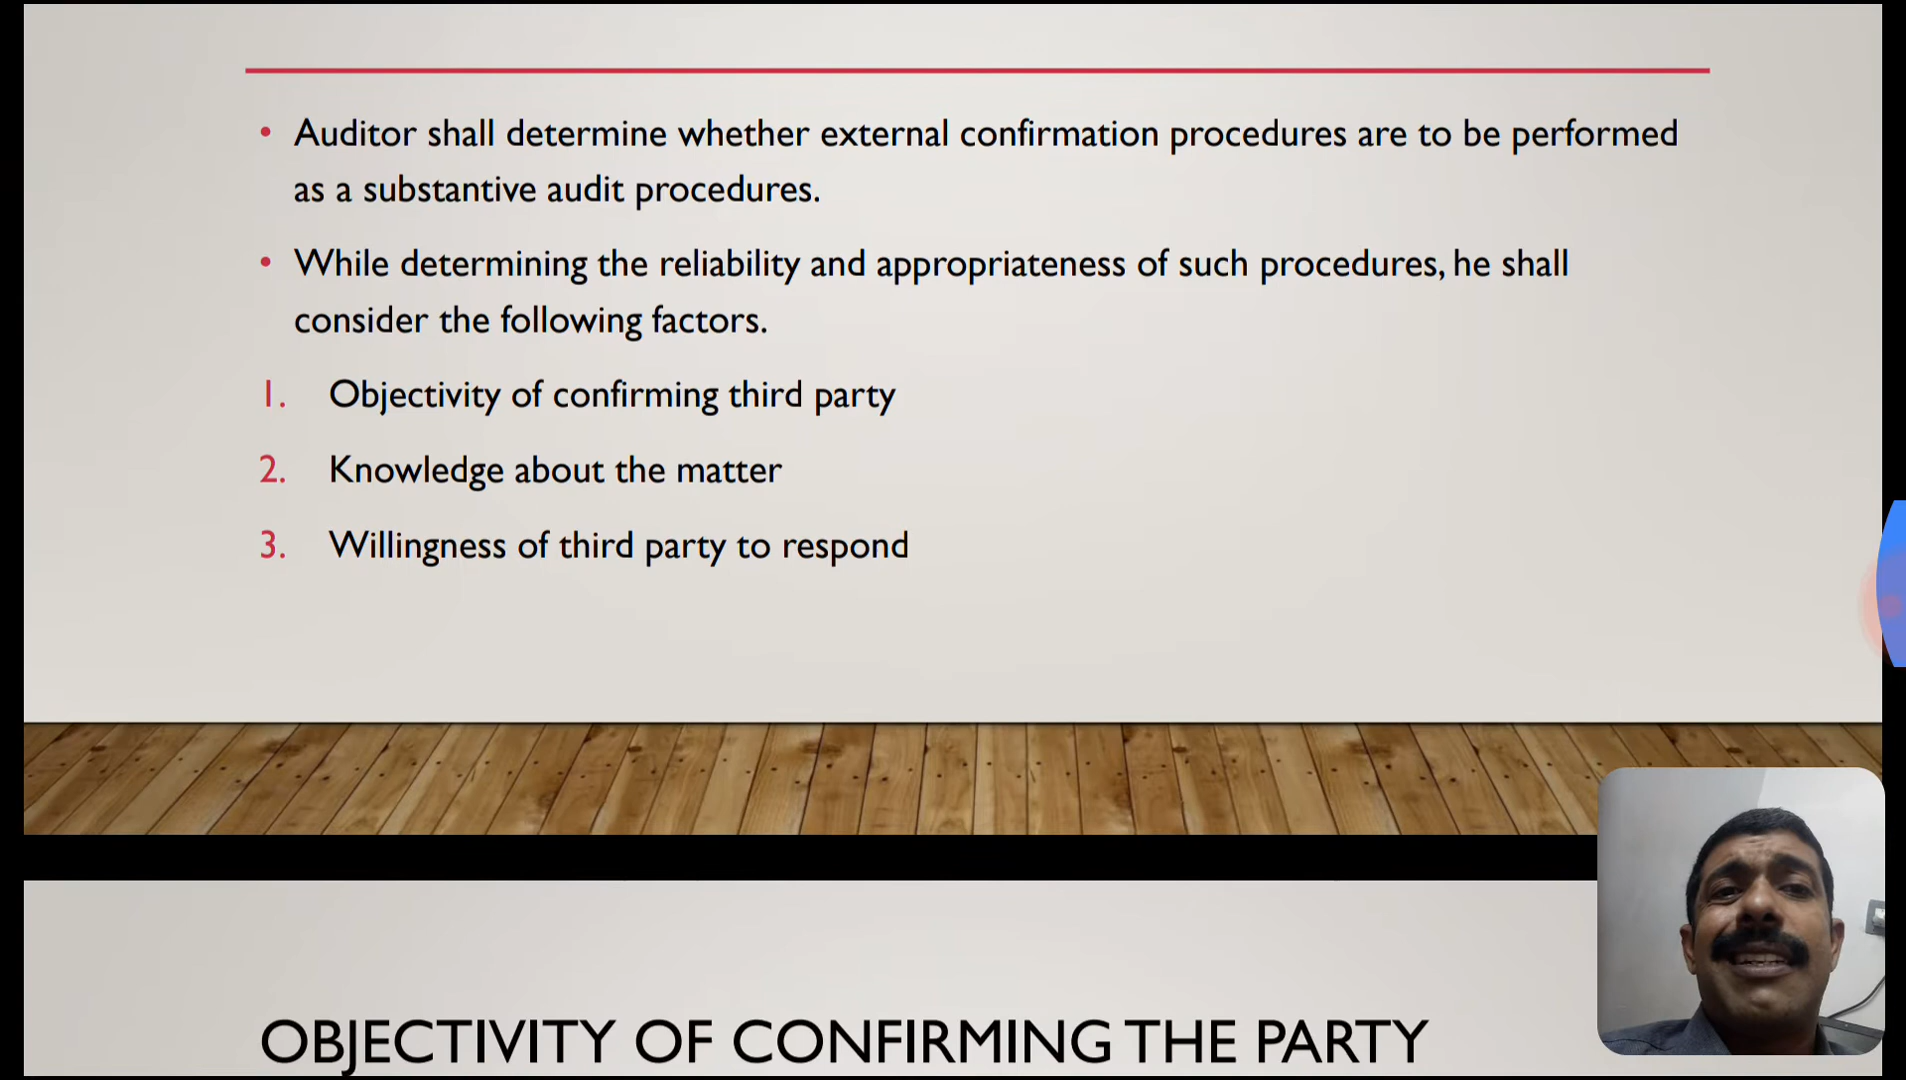 • Auditor shall determine whether external confirmation procedures are to be performed
as a substantive audit procedures.
• While determining the reliability and appropriateness of such procedures, he shall
consider the following factors.
1. Objectivity of confirming third party
2. Knowledge about the matter
3. Willingness of third party to respond
OBJECTIVITY OF CONFIRMING THE PARTY